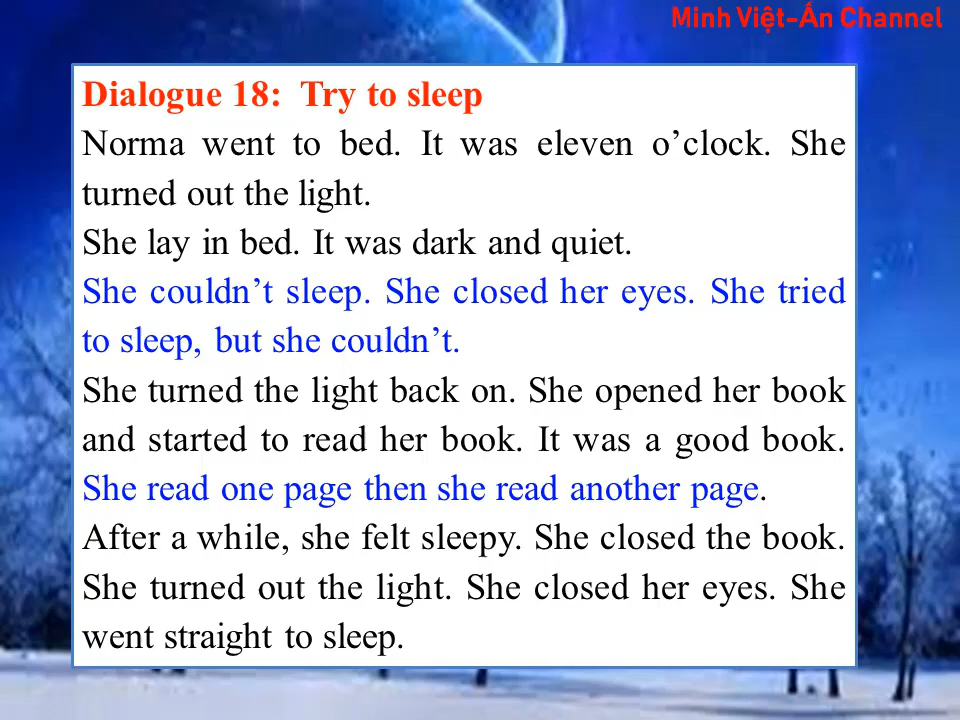 Minh Việt-Ấn Channel
Dialogue 18: Try to sleep
Norma went to bed. It was eleven o’clock. She
turned out the light.
She lay in bed. It was dark and quiet.
She couldn’t sleep. She closed her eyes. She tried
to sleep, but she couldn’t.
She turned the light back on. She opened her book
and started to read her book. It was a good book.
She read one page then she read another page.
After a while, she felt sleepy. She closed the book.
She turned out the light. She closed her eyes. She
went straight to sleep.